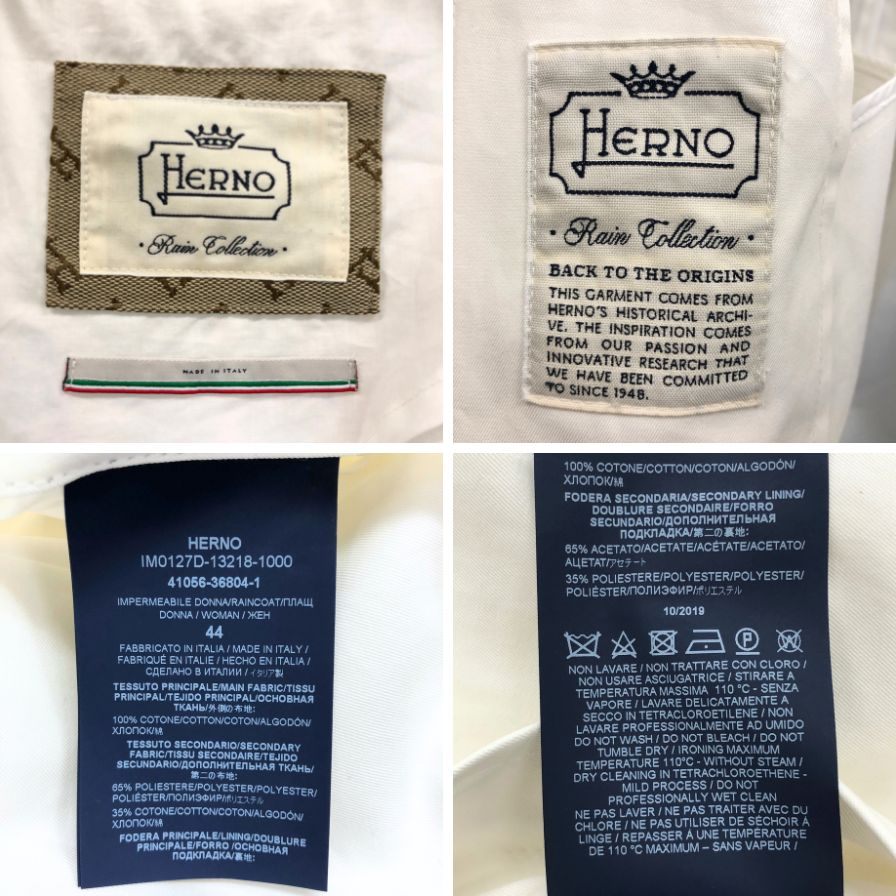 HERNO
· Rain Collection ·
MADE IN ITALY
HERNO
· Rain Collection ·
BACK TO THE ORIGINS
THIS GARMENT COMES FROM
HERNO'S HISTORICAL ARCHI-
VE. THE INSPIRATION COMES
FROM OUR PASSION AND
INNOVATIVE RESEARCH THAT
WE HAVE BEEN COMMITTED
TO SINCE 1948.
HERNO
IM0127D-13218-1000
41056-36804-1
IMPERMEABILE DONNA/RAINCOAT/ПЛАЩ
DONNA / WOMAN / ЖЕН
44
FABBRICATO IN ITALIA / MADE IN ITALY /
FABRIQUÉ EN ITALIE / HECHO EN ITALIA /
СДЕЛАНО В ИТАЛИИ / イタリア製
TESSUTO PRINCIPALE/MAIN FABRIC/TISSU
PRINCIPAL/TEJIDO PRINCIPAL/ОСНОВНАЯ
ТКАНЬ/外側の布地:
100% COTONE/COTTON/COTON/ALGODÓN/
ХЛОПОК/綿
TESSUTO SECONDARIO/SECONDARY
FABRIC/TISSU SECONDAIRE/TEJIDO
SECUNDARIO/ДОПОЛНИТЕЛЬНАЯ ТКАНЬ/
第二の布地:
65% POLIESTERE/POLYESTER/POLYESTER/
POLIÉSTER/ПОЛИЭФИР/ポリエステル
35% COTONE/COTTON/COTON/ALGODÓN/
ХЛОПОК/綿
FODERA PRINCIPALE/LINING/DOUBLURE
PRINCIPALE/FORRO /ОСНОВНАЯ
ПОДКЛАДКА/裏地:
100% COTONE/COTTON/COTON/ALGODÓN/
ХЛОПОК/綿
FODERA SECONDARIA/SECONDARY LINING/
DOUBLURE SECONDAIRE/FORRO
SECUNDARIO/ДОПОЛНИТЕЛЬНАЯ
ПОДКЛАДКА/第二の裏地:
65% ACETATO/ACETATE/ACÉTATE/ACETATO/
АЦЕТАТ/アセテート
35% POLIESTERE/POLYESTER/POLYESTER/
POLIÉSTER/ПОЛИЭФИР/ポリエステル
10/2019
P W
NON LAVARE / NON TRATTARE CON CLORO /
NON USARE ASCIUGATRICE / STIRARE A
TEMPERATURA MASSIMA 110 °C - SENZA
VAPORE / LAVARE DELICATAMENTE A
SECCO IN TETRACLOROETILENE / NON
LAVARE PROFESSIONALMENTE AD UMIDO
DO NOT WASH / DO NOT BLEACH / DO NOT
TUMBLE DRY / IRONING MAXIMUM
TEMPERATURE 110°C - WITHOUT STEAM /
DRY CLEANING IN TETRACHLOROETHENE -
MILD PROCESS / DO NOT
PROFESSIONALLY WET CLEAN
NE PAS LAVER / NE PAS TRAITER AVEC DU
CHLORE / NE PAS UTILISER DE SÉCHOIR À
LINGE / REPASSER À UNE TEMPÉRATURE
DE 110 °C MAXIMUM – SANS VAPEUR /